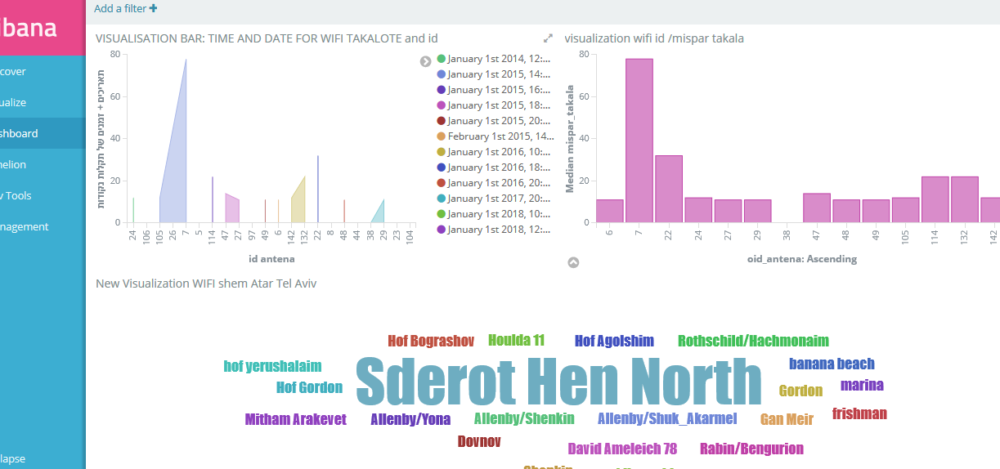 Add a filter +
ibana
cover
ualize
shboard
nelion
v Tools
nagement
lapse
VISUALISATION BAR: TIME AND DATE FOR WIFI TAKALOTE and id
80
60
40
20
0
תאריכים + זמנים של תקלות נקודות
24 106 105 26 7 5 114 47 27 97 49 6 142 132 22 8 48 44 38 29 23 104
id antena
January 1st 2014, 12:...
January 1st 2015, 14:...
January 1st 2015, 16:...
January 1st 2015, 18:...
January 1st 2015, 20:...
February 1st 2015, 14...
January 1st 2016, 10:...
January 1st 2016, 18:...
January 1st 2016, 20:...
January 1st 2017, 20:...
January 1st 2018, 10:...
January 1st 2018, 12:...
visualization wifi id /mispar takala
80
60
40
20
0
Median mispar_takala
6 7 22 24 27 29 38 47 48 49 105 114 132 142
oid_antena: Ascending
New Visualization WIFI shem Atar Tel Aviv
Hof Bograshov Houlda 11 Hof Agolshim Rothschild/Hachmonaim
hof yerushalaim Sderot Hen North banana beach
Hof Gordon Gordon marina
Mitham Arakevet Allenby/Yona Allenby/Shenkin Allenby/Shuk_Akarmel Gan Meir frishman
Dovnov David Ameleich 78 Rabin/Bengurion